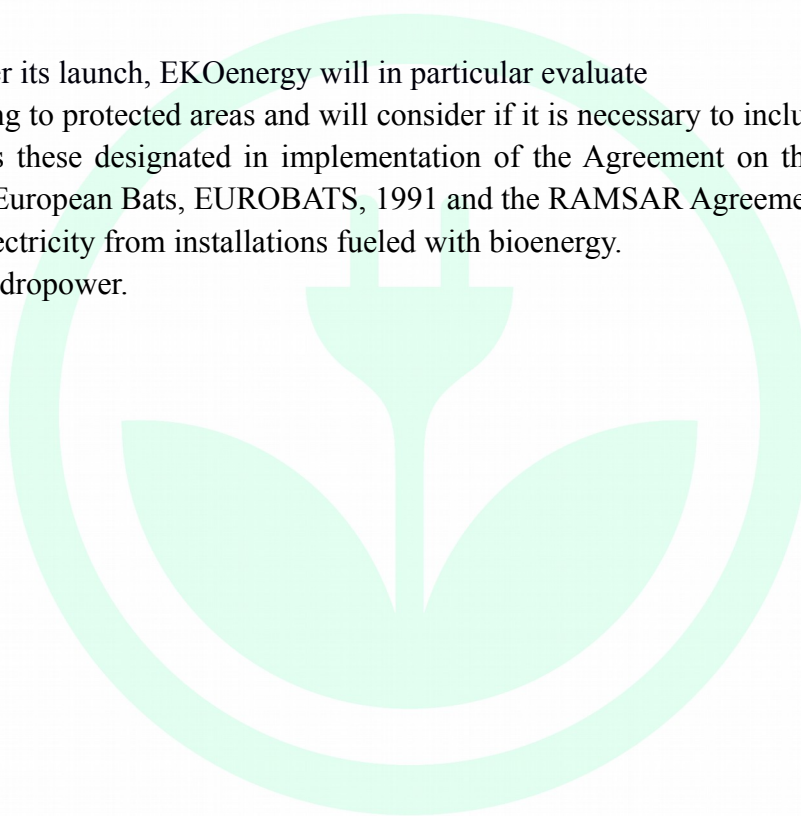 r its launch, EKOenergy will in particular evaluate
ng to protected areas and will consider if it is necessary to inclu
s these designated in implementation of the Agreement on th
European Bats, EUROBATS, 1991 and the RAMSAR Agreeme
ectricity from installations fueled with bioenergy.
dropower.